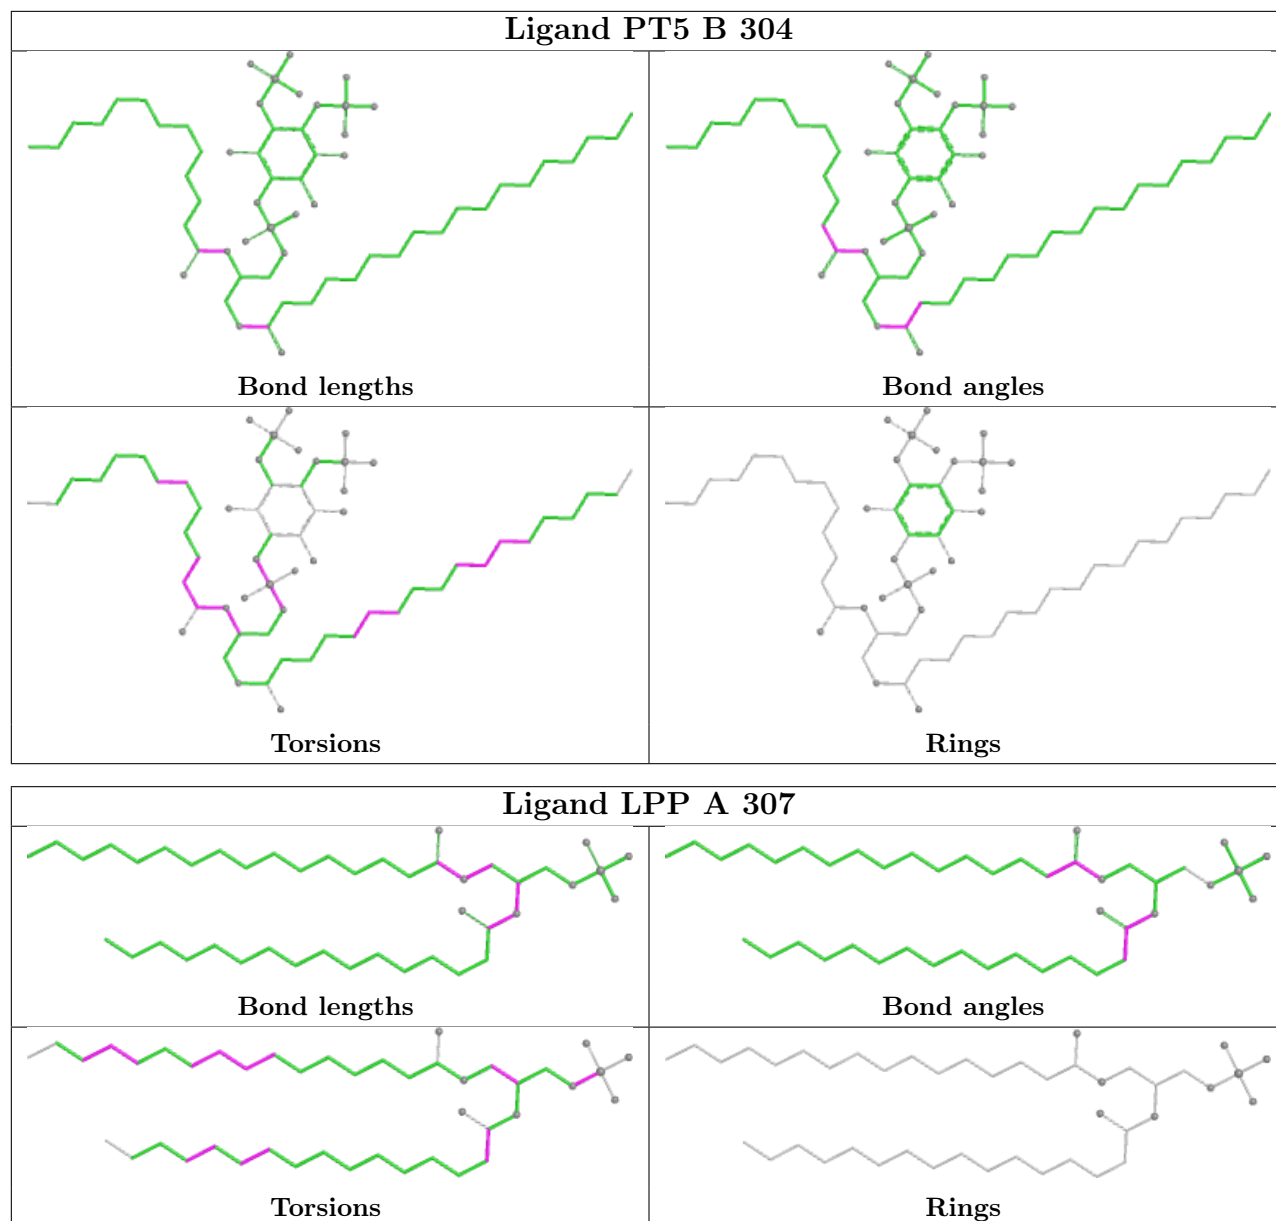 Ligand PT5 B 304
Bond lengths
Bond angles
Torsions
Rings
Ligand LPP A 307
Bond lengths
Bond angles
Torsions
Rings